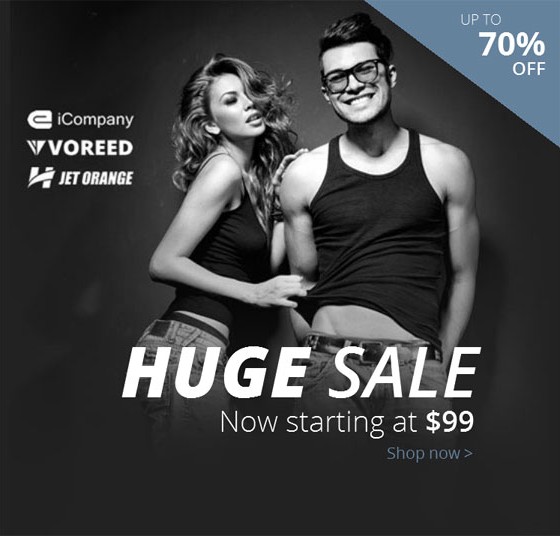 UP TO
70%
OFF
iCompany
VOREED
JET ORANGE
HUGE SALE
Now starting at $99
Shop now >